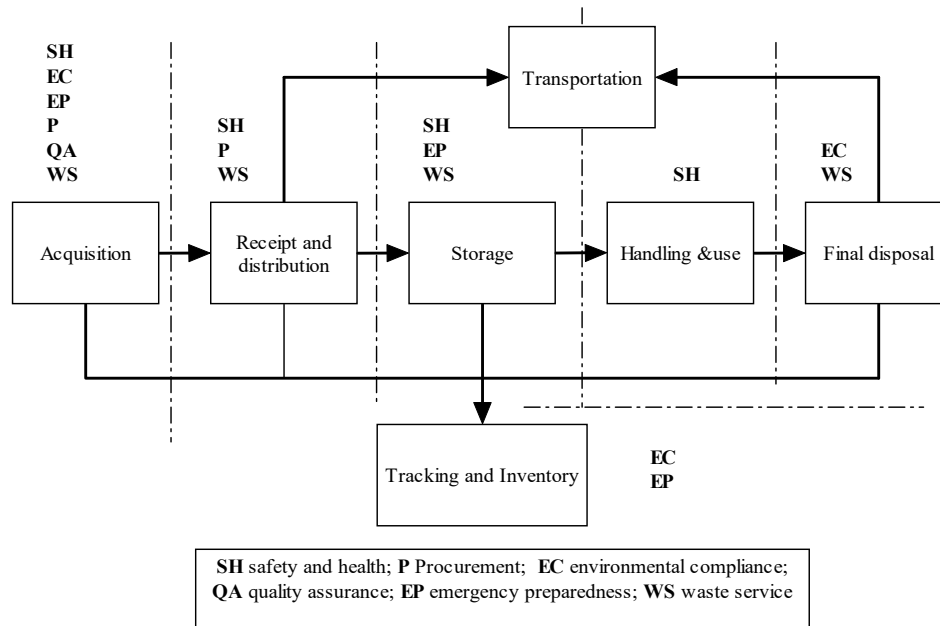 SH
EC
EP
P
QA
WS
SH
P
WS
SH
EP
WS
Transportation
SH
EC
WS
Acquisition
Receipt and
distribution
Storage
Handling &use
Final disposal
Tracking and Inventory
EC
EP
SH safety and health; P Procurement; EC environmental compliance;
QA quality assurance; EP emergency preparedness; WS waste service